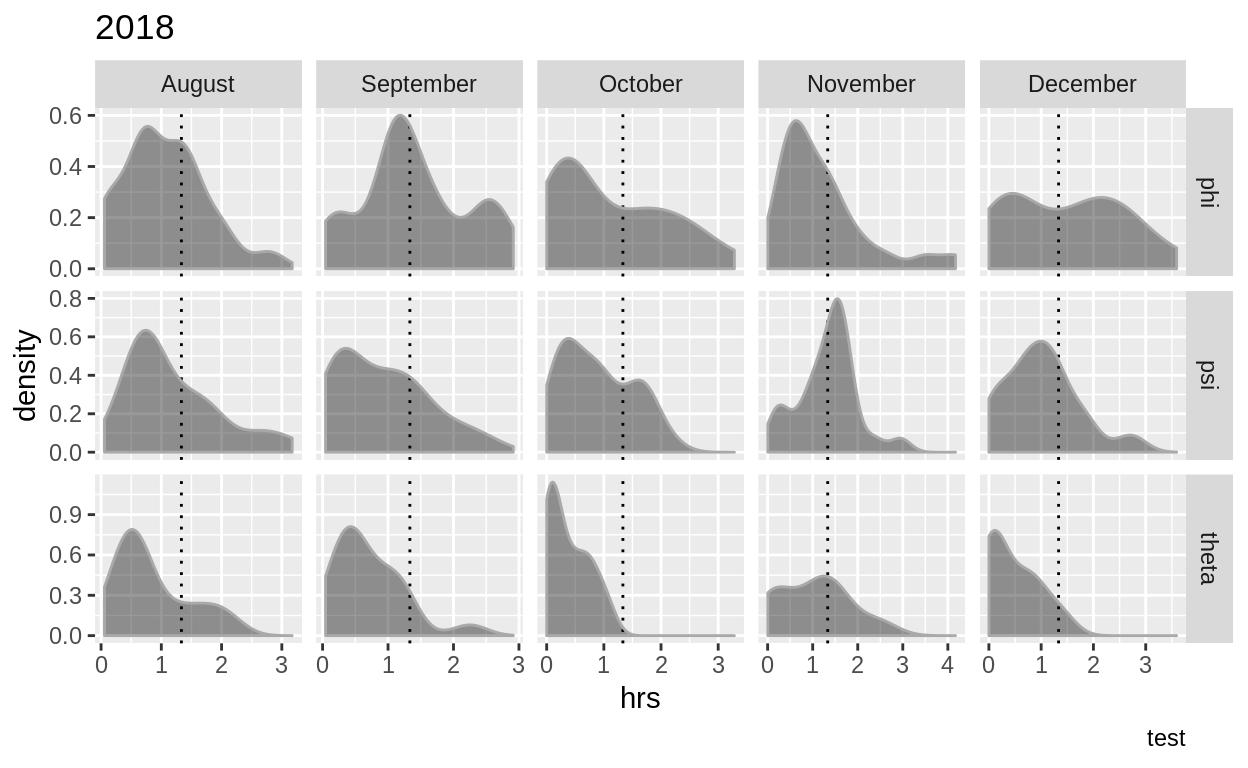 2018
August September October November December
0.6
0.4
0.2
0.0
phi
0.8
0.6
0.4
0.2
0.0
psi
0.9
0.6
0.3
0.0
theta
density
0 1 2 3 0 1 2 3 0 1 2 3 0 1 2 3 4 0 1 2 3
hrs
test